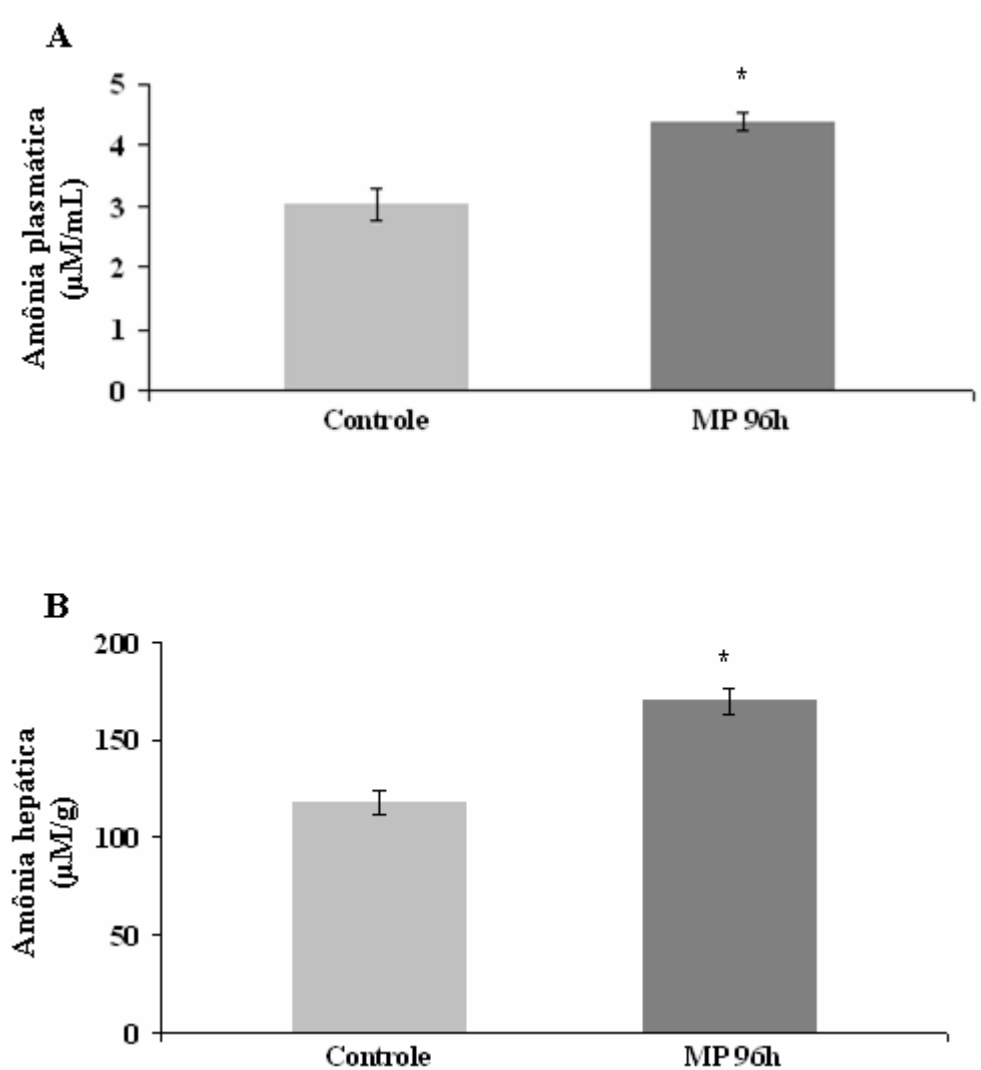 A
Amônia plasmática
(µM/mL)
5
4
3
2
1
0
*
Controle
MP 96h
B
Amônia hepática
(µM/g)
200
150
100
50
0
*
Controle
MP 96h